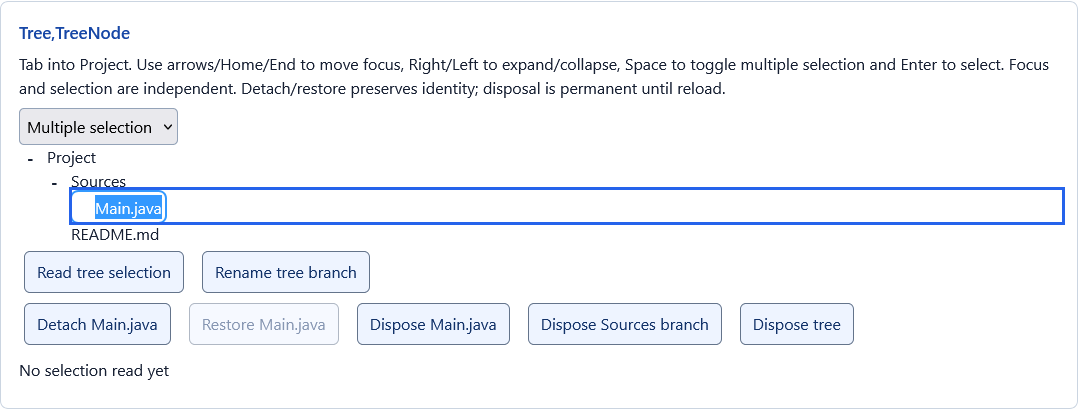 Tree,TreeNode
Tab into Project. Use arrows/Home/End to move focus, Right/Left to expand/collapse, Space to toggle multiple selection and Enter to select. Focus
and selection are independent. Detach/restore preserves identity; disposal is permanent until reload.
Multiple selection
- Project
- Sources
Main.java
README.md
Read tree selection Rename tree branch
Detach Main.java Restore Main.java Dispose Main.java Dispose Sources branch Dispose tree
No selection read yet